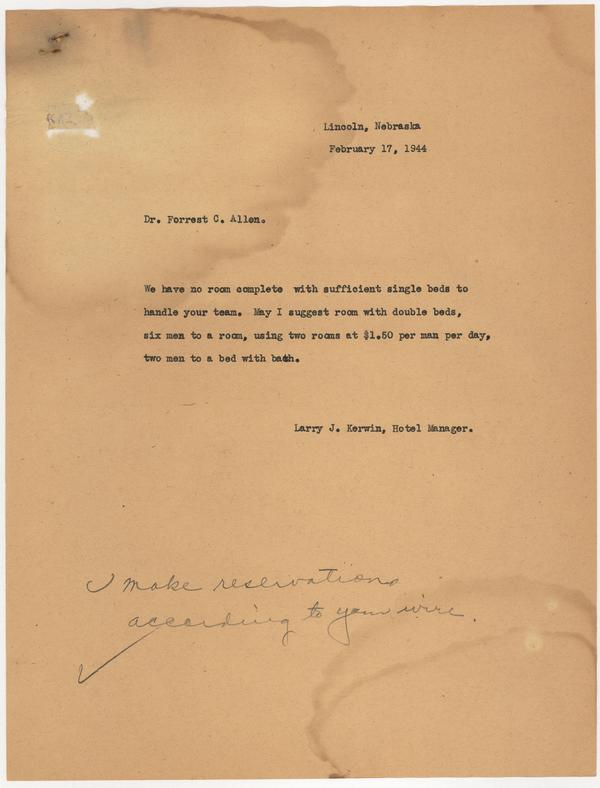 Lincoln, Nebraska
February 17, 1944
Dr. Forrest C. Allen.
We have no room complete with sufficient single beds to
handle your team. May I suggest room with double beds,
six men to a room, using two rooms at $1.50 per man per day,
two men to a bed with bath.
Larry J. Kerwin, Hotel Manager.
make reservations
according to your wire.